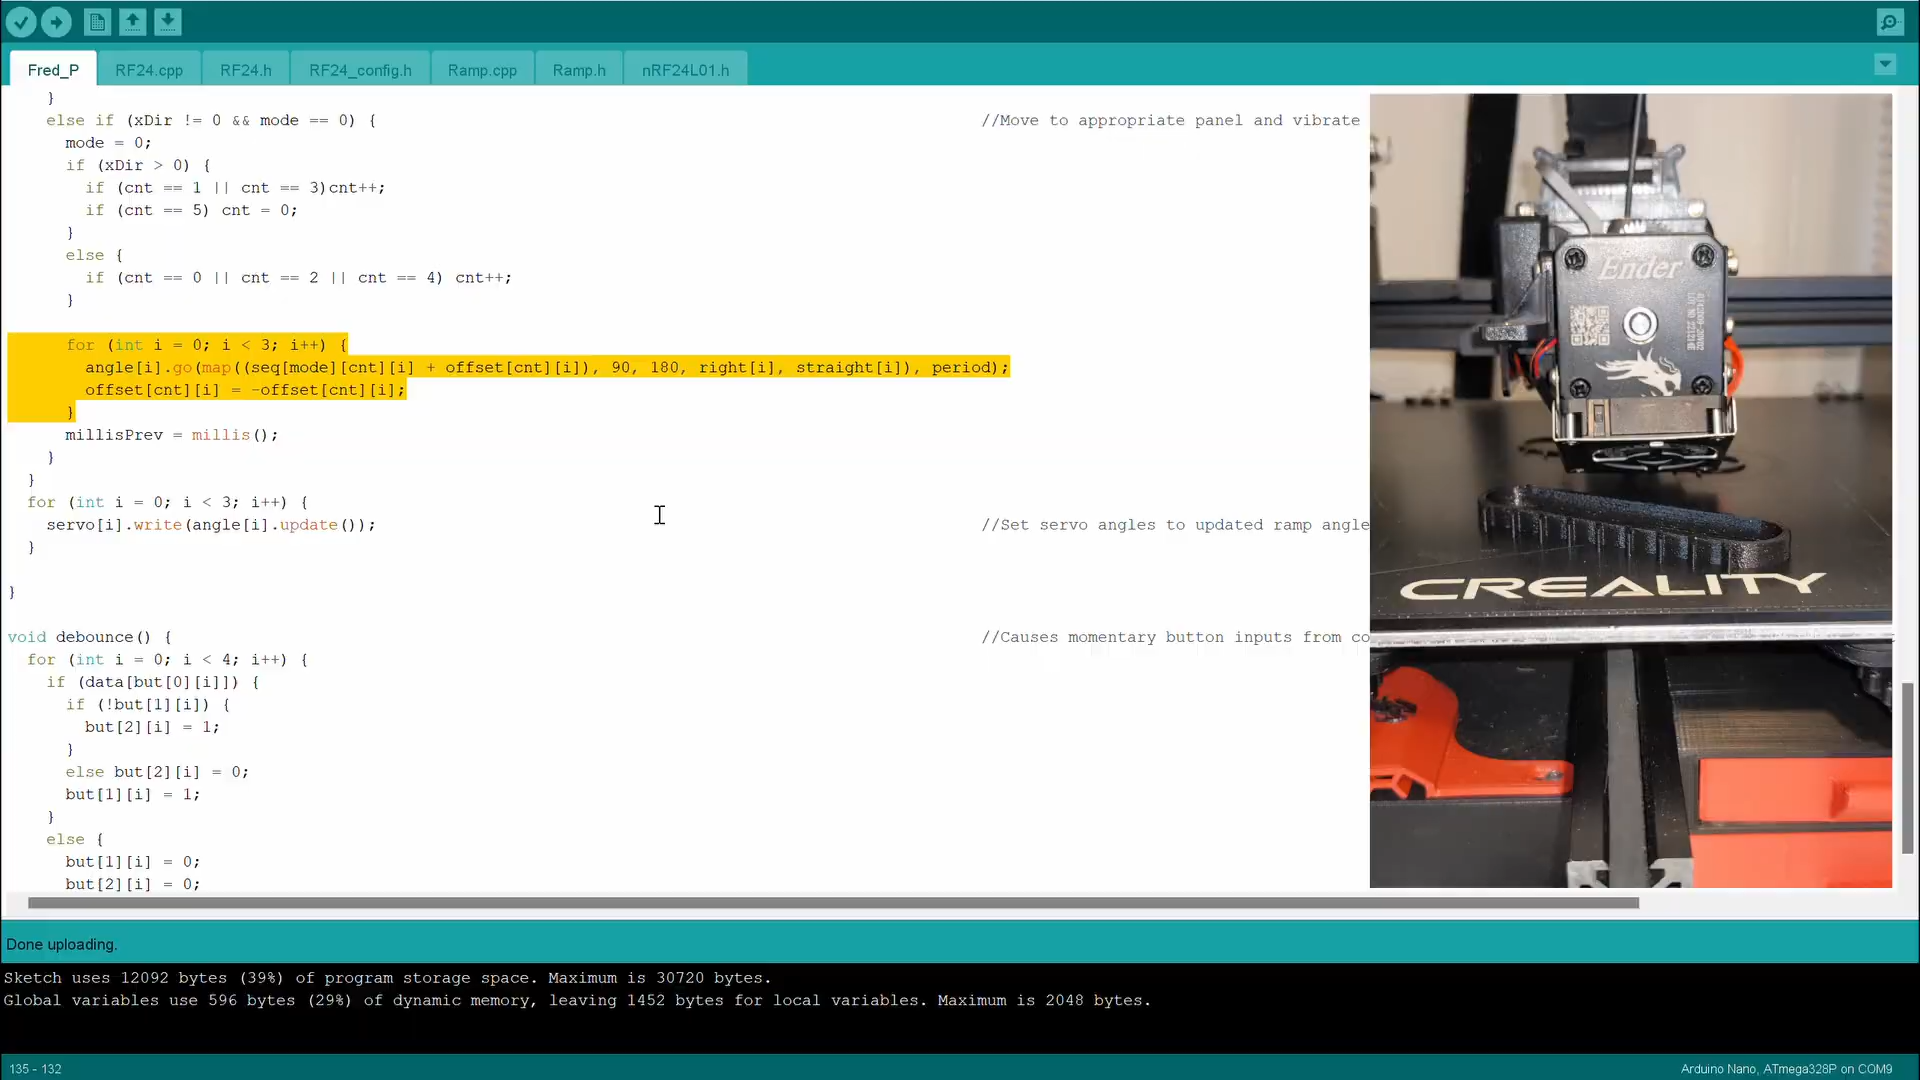 Fred_P RF24.cpp RF24.h RF24_config.h Ramp.cpp Ramp.h nRF24L01.h
}
else if (xDir != 0 && mode == 0) { //Move to appropriate panel and vibrate
mode = 0;
if (xDir > 0) {
if (cnt == 1 || cnt == 3)cnt++;
if (cnt == 5) cnt = 0;
}
else {
if (cnt == 0 || cnt == 2 || cnt == 4) cnt++;
}
for (int i = 0; i < 3; i++) {
angle[i].go(map((seq[mode][cnt][i] + offset[cnt][i]), 90, 180, right[i], straight[i]), period);
offset[cnt][i] = -offset[cnt][i];
}
millisPrev = millis();
}
}
for (int i = 0; i < 3; i++) {
servo[i].write(angle[i].update()); //Set servo angles to updated ramp angle
}
}
void debounce() { //Causes momentary button inputs from co
for (int i = 0; i < 4; i++) {
if (data[but[0][i]]) {
if (!but[1][i]) {
but[2][i] = 1;
}
else but[2][i] = 0;
but[1][i] = 1;
}
else {
but[1][i] = 0;
but[2][i] = 0;
Ender
CREALITY
Done uploading.
Sketch uses 12092 bytes (39%) of program storage space. Maximum is 30720 bytes.
Global variables use 596 bytes (29%) of dynamic memory, leaving 1452 bytes for local variables. Maximum is 2048 bytes.
135 - 132 Arduino Nano, ATmega328P on COM9